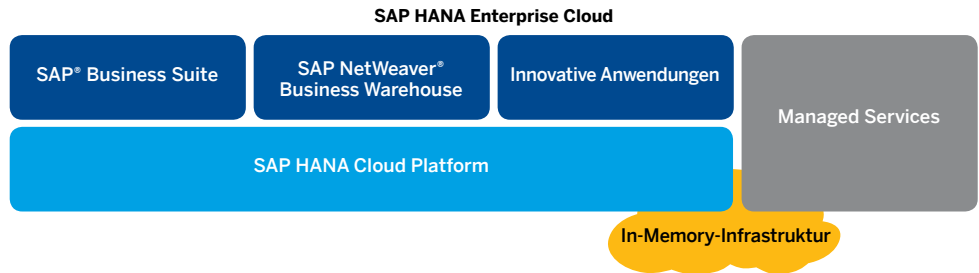 SAP HANA Enterprise Cloud
SAP® Business Suite
SAP NetWeaver®
Business Warehouse
Innovative Anwendungen
Managed Services
SAP HANA Cloud Platform
In-Memory-Infrastruktur